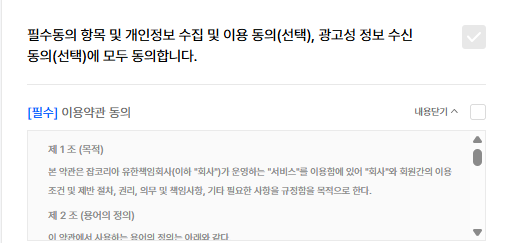 필수동의 항목 및 개인정보 수집 및 이용 동의(선택), 광고성 정보 수신
동의(선택)에 모두 동의합니다.
[필수] 이용약관 동의 내용닫기
제 1 조 (목적)
본 약관은 잡코리아 유한책임회사(이하 "회사")가 운영하는 "서비스"를 이용함에 있어 "회사"와 회원간의 이용
조건 및 제반 절차, 권리, 의무 및 책임사항, 기타 필요한 사항을 규정함을 목적으로 한다.
제 2 조 (용어의 정의)
이 약관에서 사용하는 용어의 정의는 아래와 같다